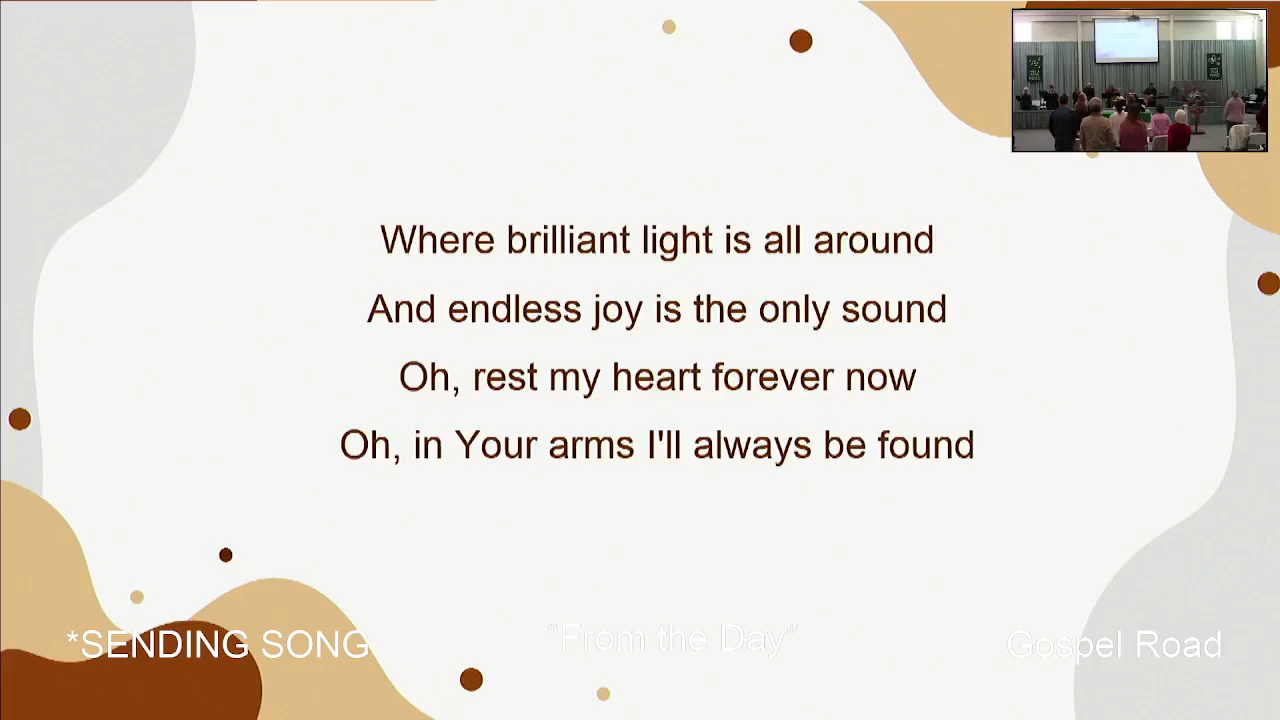 Where brilliant light is all around
And endless joy is the only sound
Oh, rest my heart forever now
Oh, in Your arms I'll always be found
*SENDING SONG
“From the Day”
Gospel Road